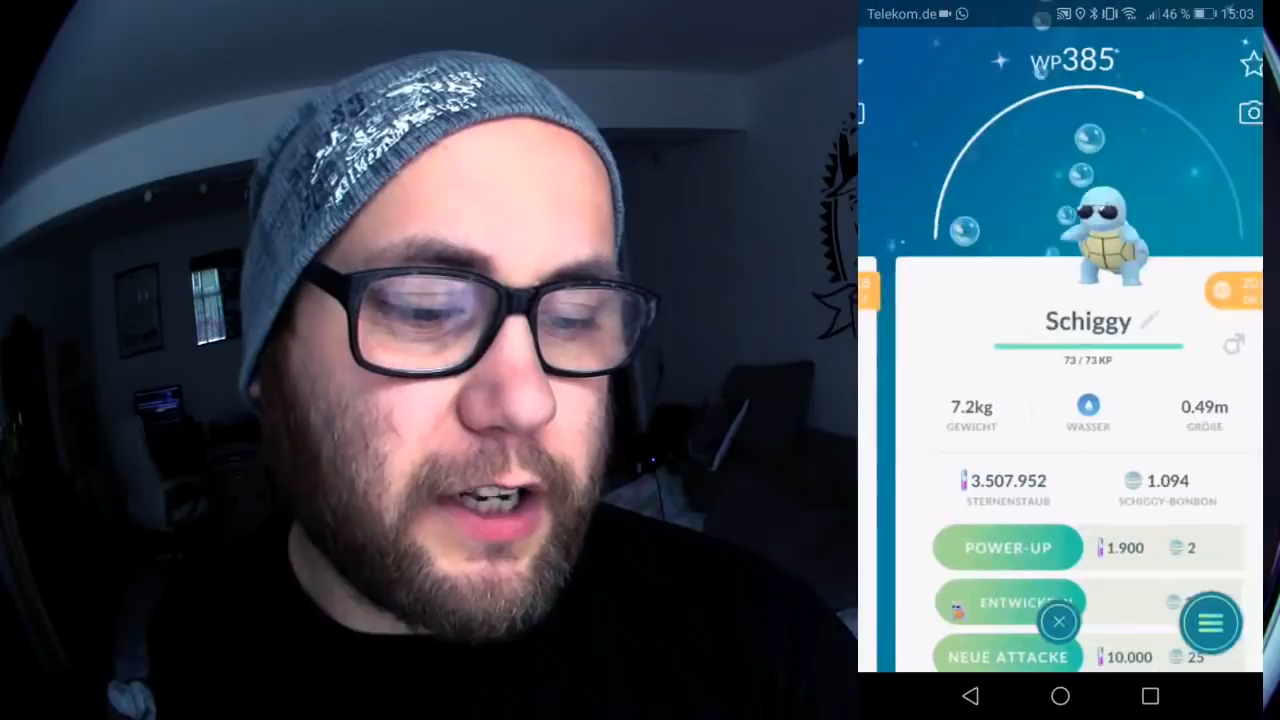 Telekom.de 46 % 15:03
WP385
Schiggy
73 / 73 KP
7.2kg 0.49m
GEWICHT WASSER GRÖßE
3.507.952 1.094
STERNENSTAUB SCHIGGY-BONBON
POWER-UP 1.900 2
NEUE ATTACKE 10.000 25